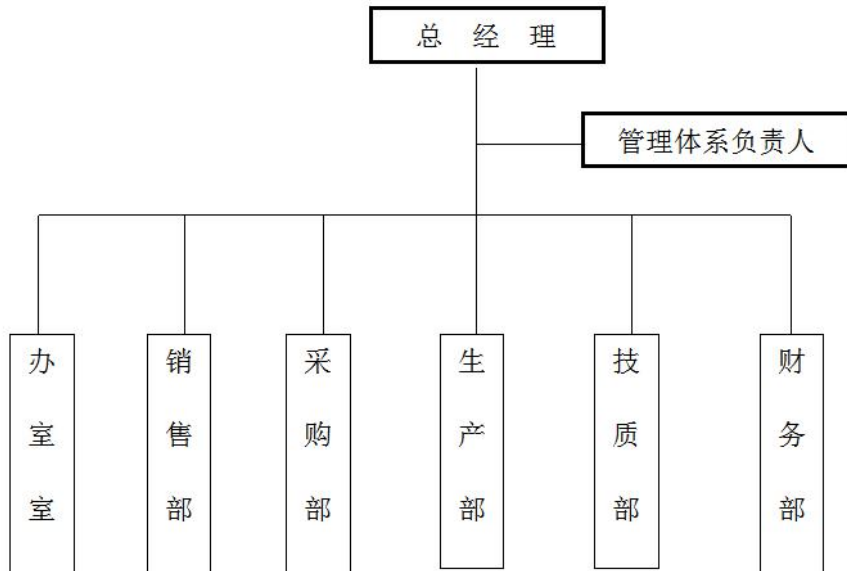 总 经 理
管理体系负责人
办室室
销售部
采购部
生产部
技质部
财务部